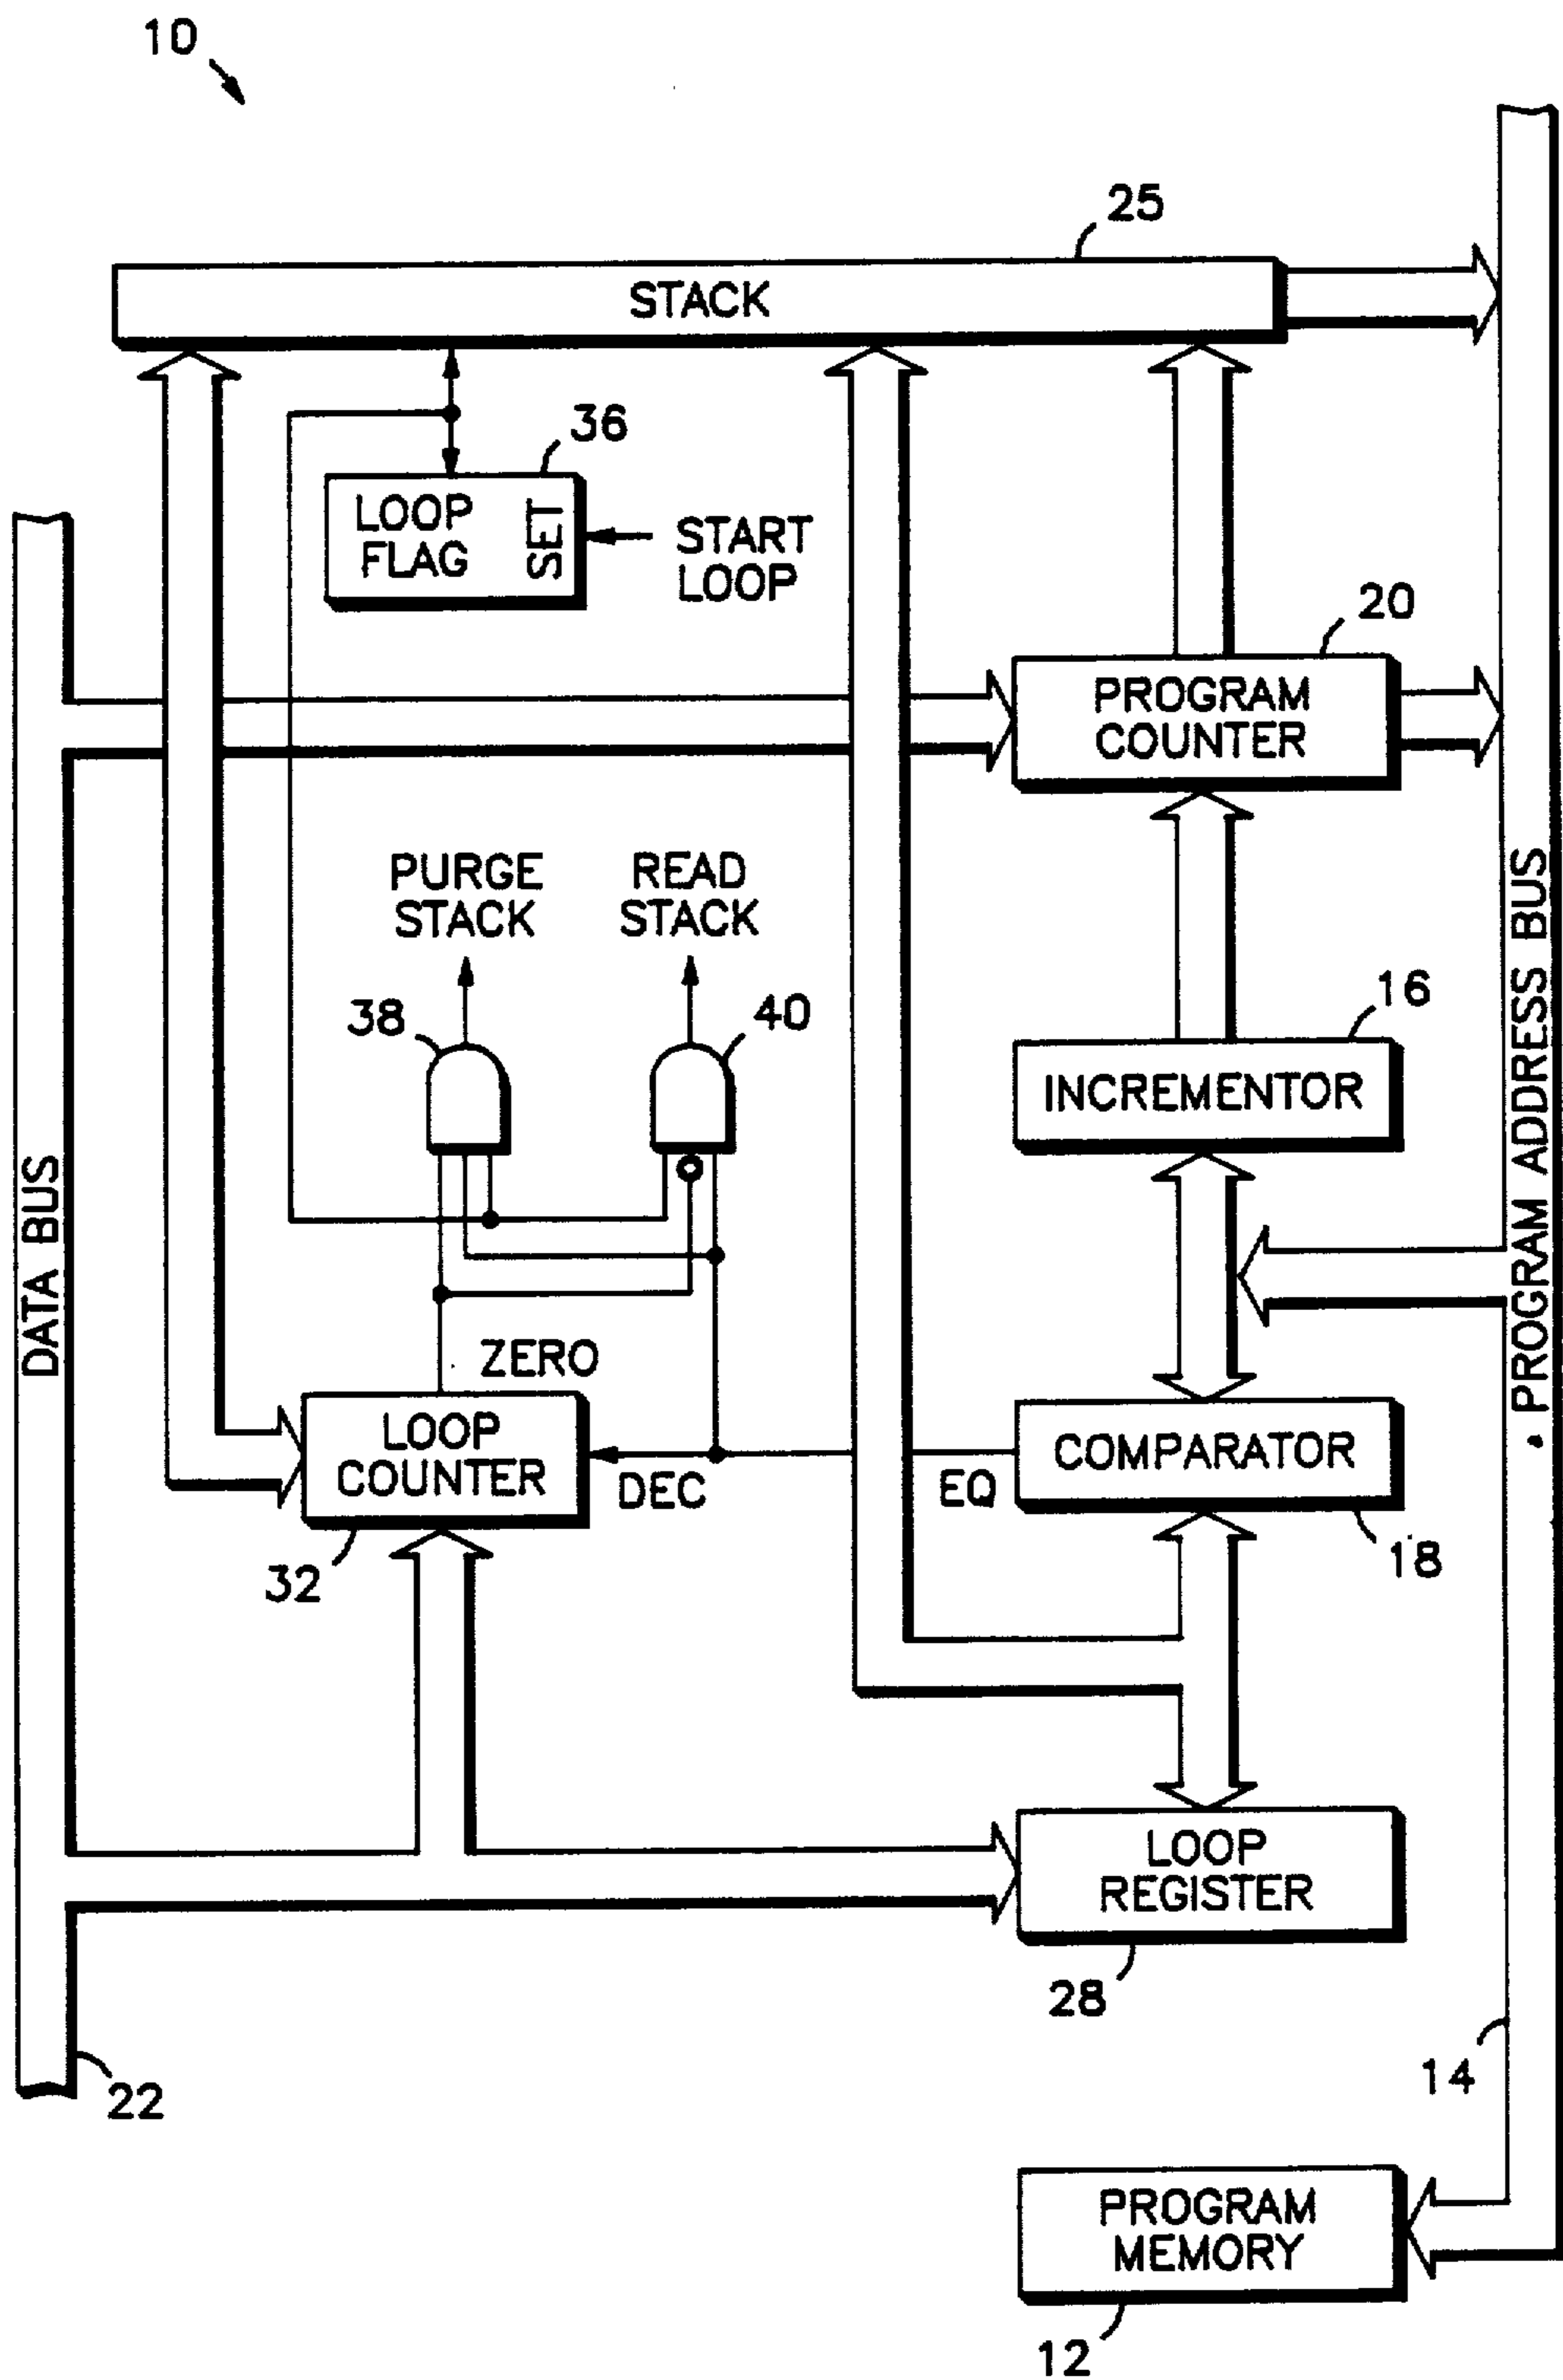 10
25
STACK
36
LOOP
FLAG
SET
START
LOOP
20
PROGRAM
COUNTER
PURGE
STACK
READ
STACK
38
40
16
INCREMENTOR
DATA BUS
PROGRAM ADDRESS BUS
ZERO
LOOP
COUNTER
DEC
EQ
COMPARATOR
32
18
LOOP
REGISTER
28
22
14
PROGRAM
MEMORY
12